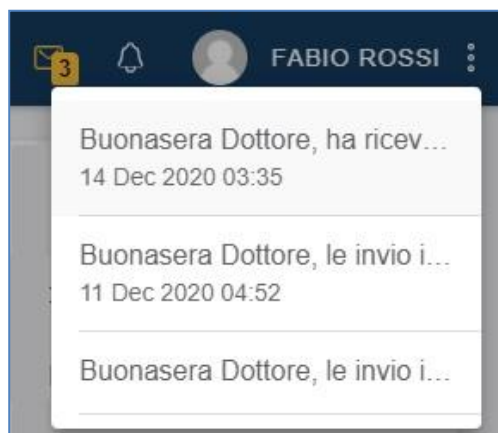 3
FABIO ROSSI
Buonasera Dottore, ha ricev...
14 Dec 2020 03:35
Buonasera Dottore, le invio i...
11 Dec 2020 04:52
Buonasera Dottore, le invio i...